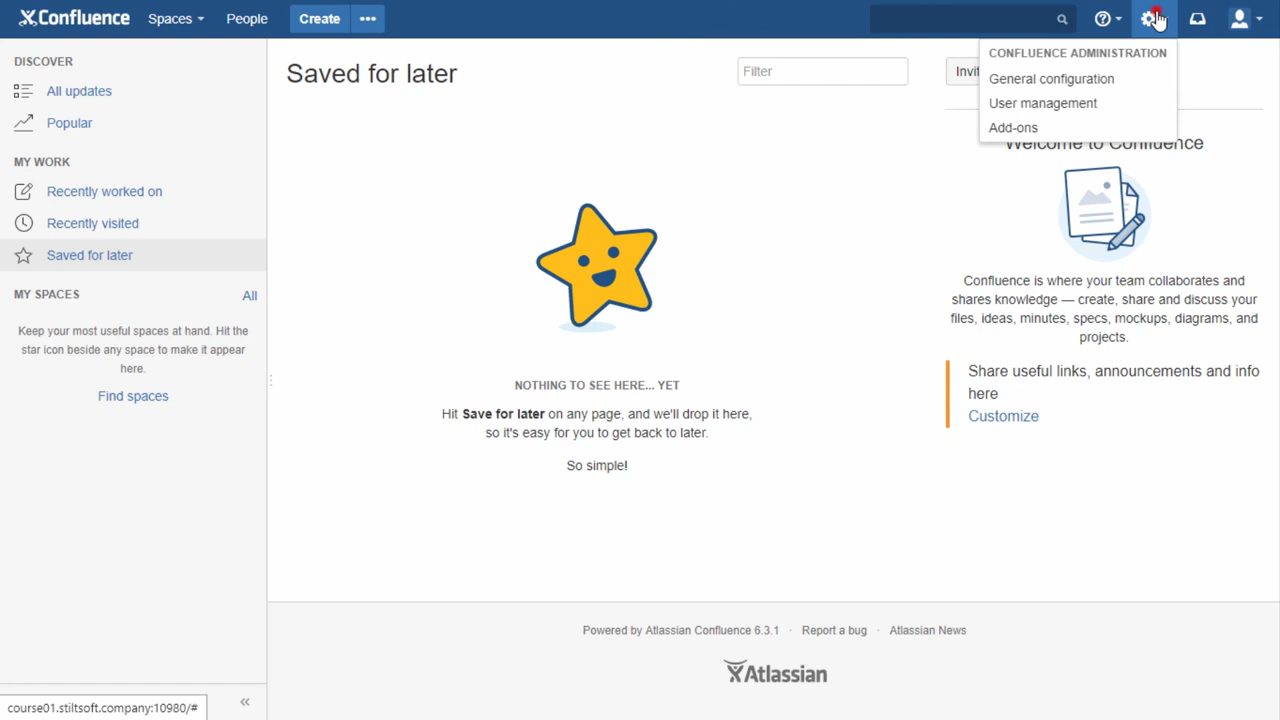 Confluence Spaces People Create
CONFLUENCE ADMINISTRATION
General configuration
User management
Add-ons
DISCOVER
All updates
Popular
MY WORK
Recently worked on
Recently visited
Saved for later
MY SPACES All
Keep your most useful spaces at hand. Hit the
star icon beside any space to make it appear
here.
Find spaces
Saved for later
Filter
NOTHING TO SEE HERE... YET
Hit Save for later on any page, and we'll drop it here,
so it's easy for you to get back to later.
So simple!
Welcome to Confluence
Confluence is where your team collaborates and
shares knowledge — create, share and discuss your
files, ideas, minutes, specs, mockups, diagrams, and
projects.
Share useful links, announcements and info
here
Customize
Powered by Atlassian Confluence 6.3.1 · Report a bug · Atlassian News
Atlassian
course01.stiltsoft.company:10980/#